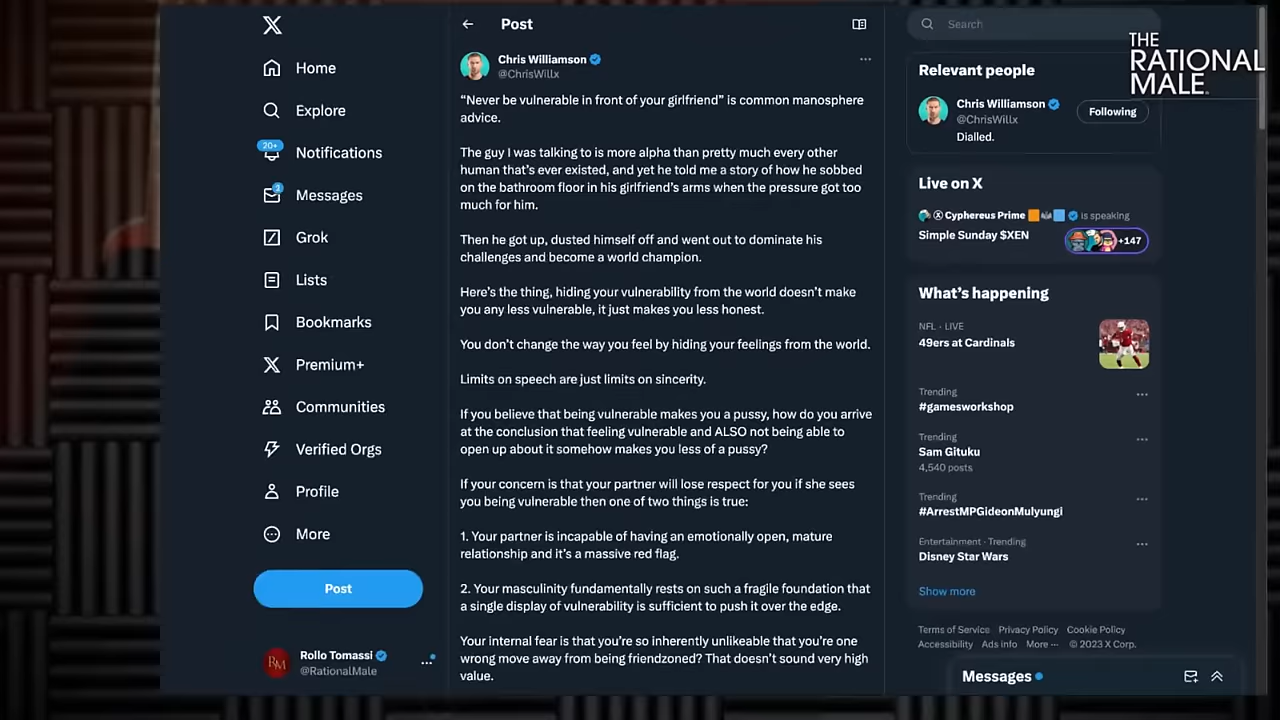 Home
Explore
20+
Notifications
2
Messages
Grok
Lists
Bookmarks
Premium+
Communities
Verified Orgs
Profile
More
Post
Rollo Tomassi
@RationalMale
Post
Chris Williamson
@ChrisWillx
“Never be vulnerable in front of your girlfriend” is common manosphere
advice.
The guy I was talking to is more alpha than pretty much every other
human that’s ever existed, and yet he told me a story of how he sobbed
on the bathroom floor in his girlfriend’s arms when the pressure got too
much for him.
Then he got up, dusted himself off and went out to dominate his
challenges and become a world champion.
Here’s the thing, hiding your vulnerability from the world doesn’t make
you any less vulnerable, it just makes you less honest.
You don’t change the way you feel by hiding your feelings from the world.
Limits on speech are just limits on sincerity.
If you believe that being vulnerable makes you a pussy, how do you arrive
at the conclusion that feeling vulnerable and ALSO not being able to
open up about it somehow makes you less of a pussy?
If your concern is that your partner will lose respect for you if she sees
you being vulnerable then one of two things is true:
1. Your partner is incapable of having an emotionally open, mature
relationship and it’s a massive red flag.
2. Your masculinity fundamentally rests on such a fragile foundation that
a single display of vulnerability is sufficient to push it over the edge.
Your internal fear is that you’re so inherently unlikeable that you’re one
wrong move away from being friendzoned? That doesn’t sound very high
value.
Search
THE
RATIONAL
MALE
Relevant people
Chris Williamson
@ChrisWillx
Following
Dialled.
Live on X
Cyphereus Prime is speaking
Simple Sunday $XEN
+147
What’s happening
NFL · LIVE
49ers at Cardinals
Trending
#gamesworkshop
Trending
Sam Gituku
4,540 posts
Trending
#ArrestMPGideonMulyungi
Entertainment · Trending
Disney Star Wars
Show more
Terms of Service Privacy Policy Cookie Policy
Accessibility Ads info More ··· © 2023 X Corp.
Messages